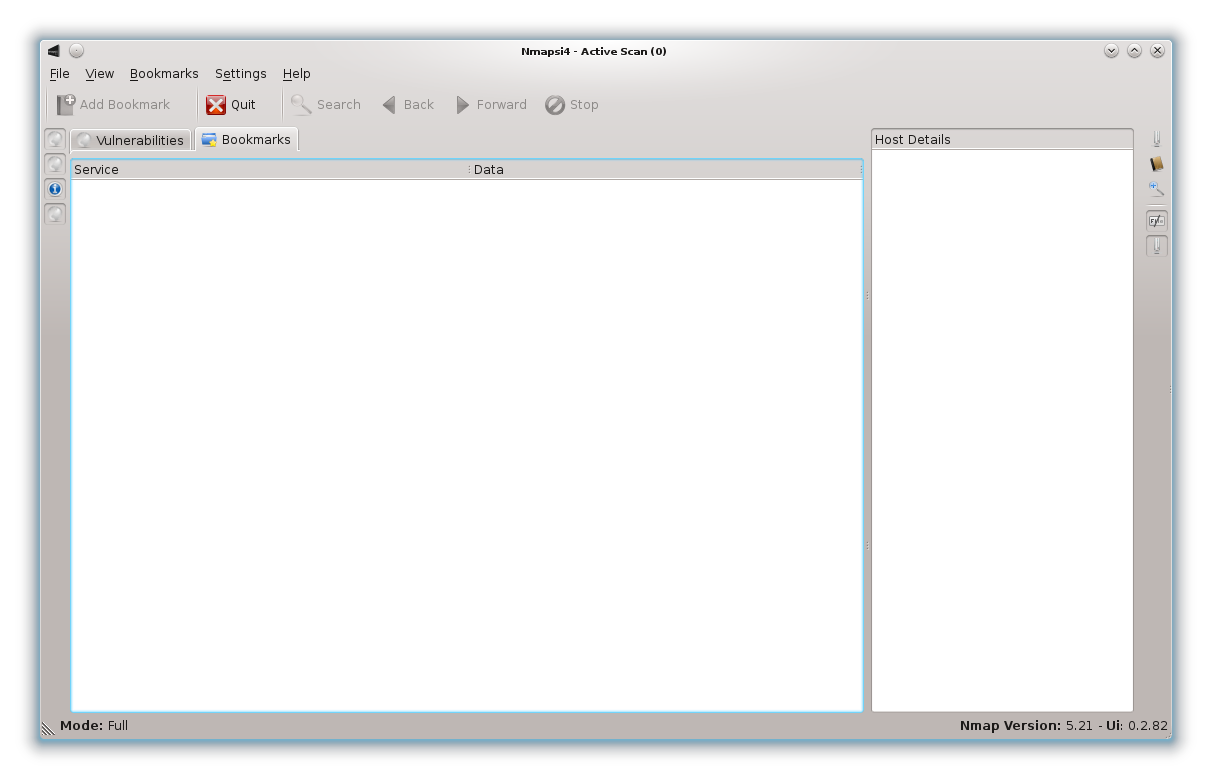 Nmapsi4 - Active Scan (0)
File View Bookmarks Settings Help
Add Bookmark Quit Search Back Forward Stop
Vulnerabilities Bookmarks
Host Details
Service Data
Mode: Full
Nmap Version: 5.21 - Ui: 0.2.82